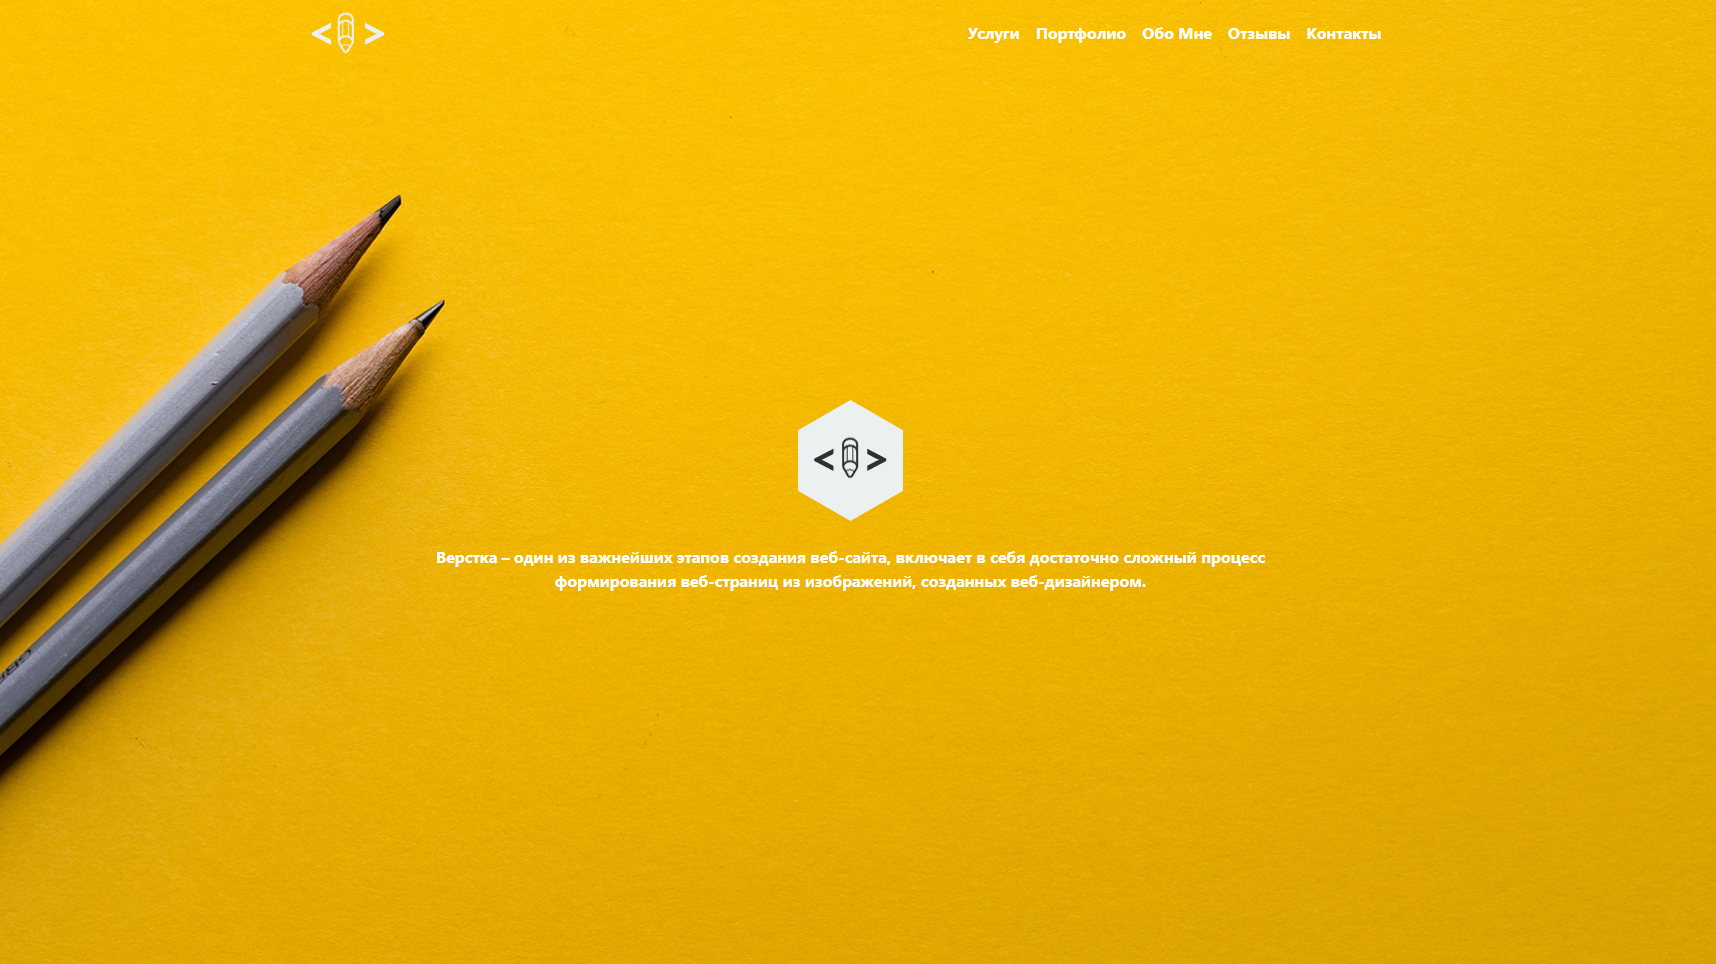 Услуги Портфолио Обо Мне Отзывы Контакты
Верстка – один из важнейших этапов создания веб-сайта, включает в себя достаточно сложный процесс
формирования веб-страниц из изображений, созданных веб-дизайнером.